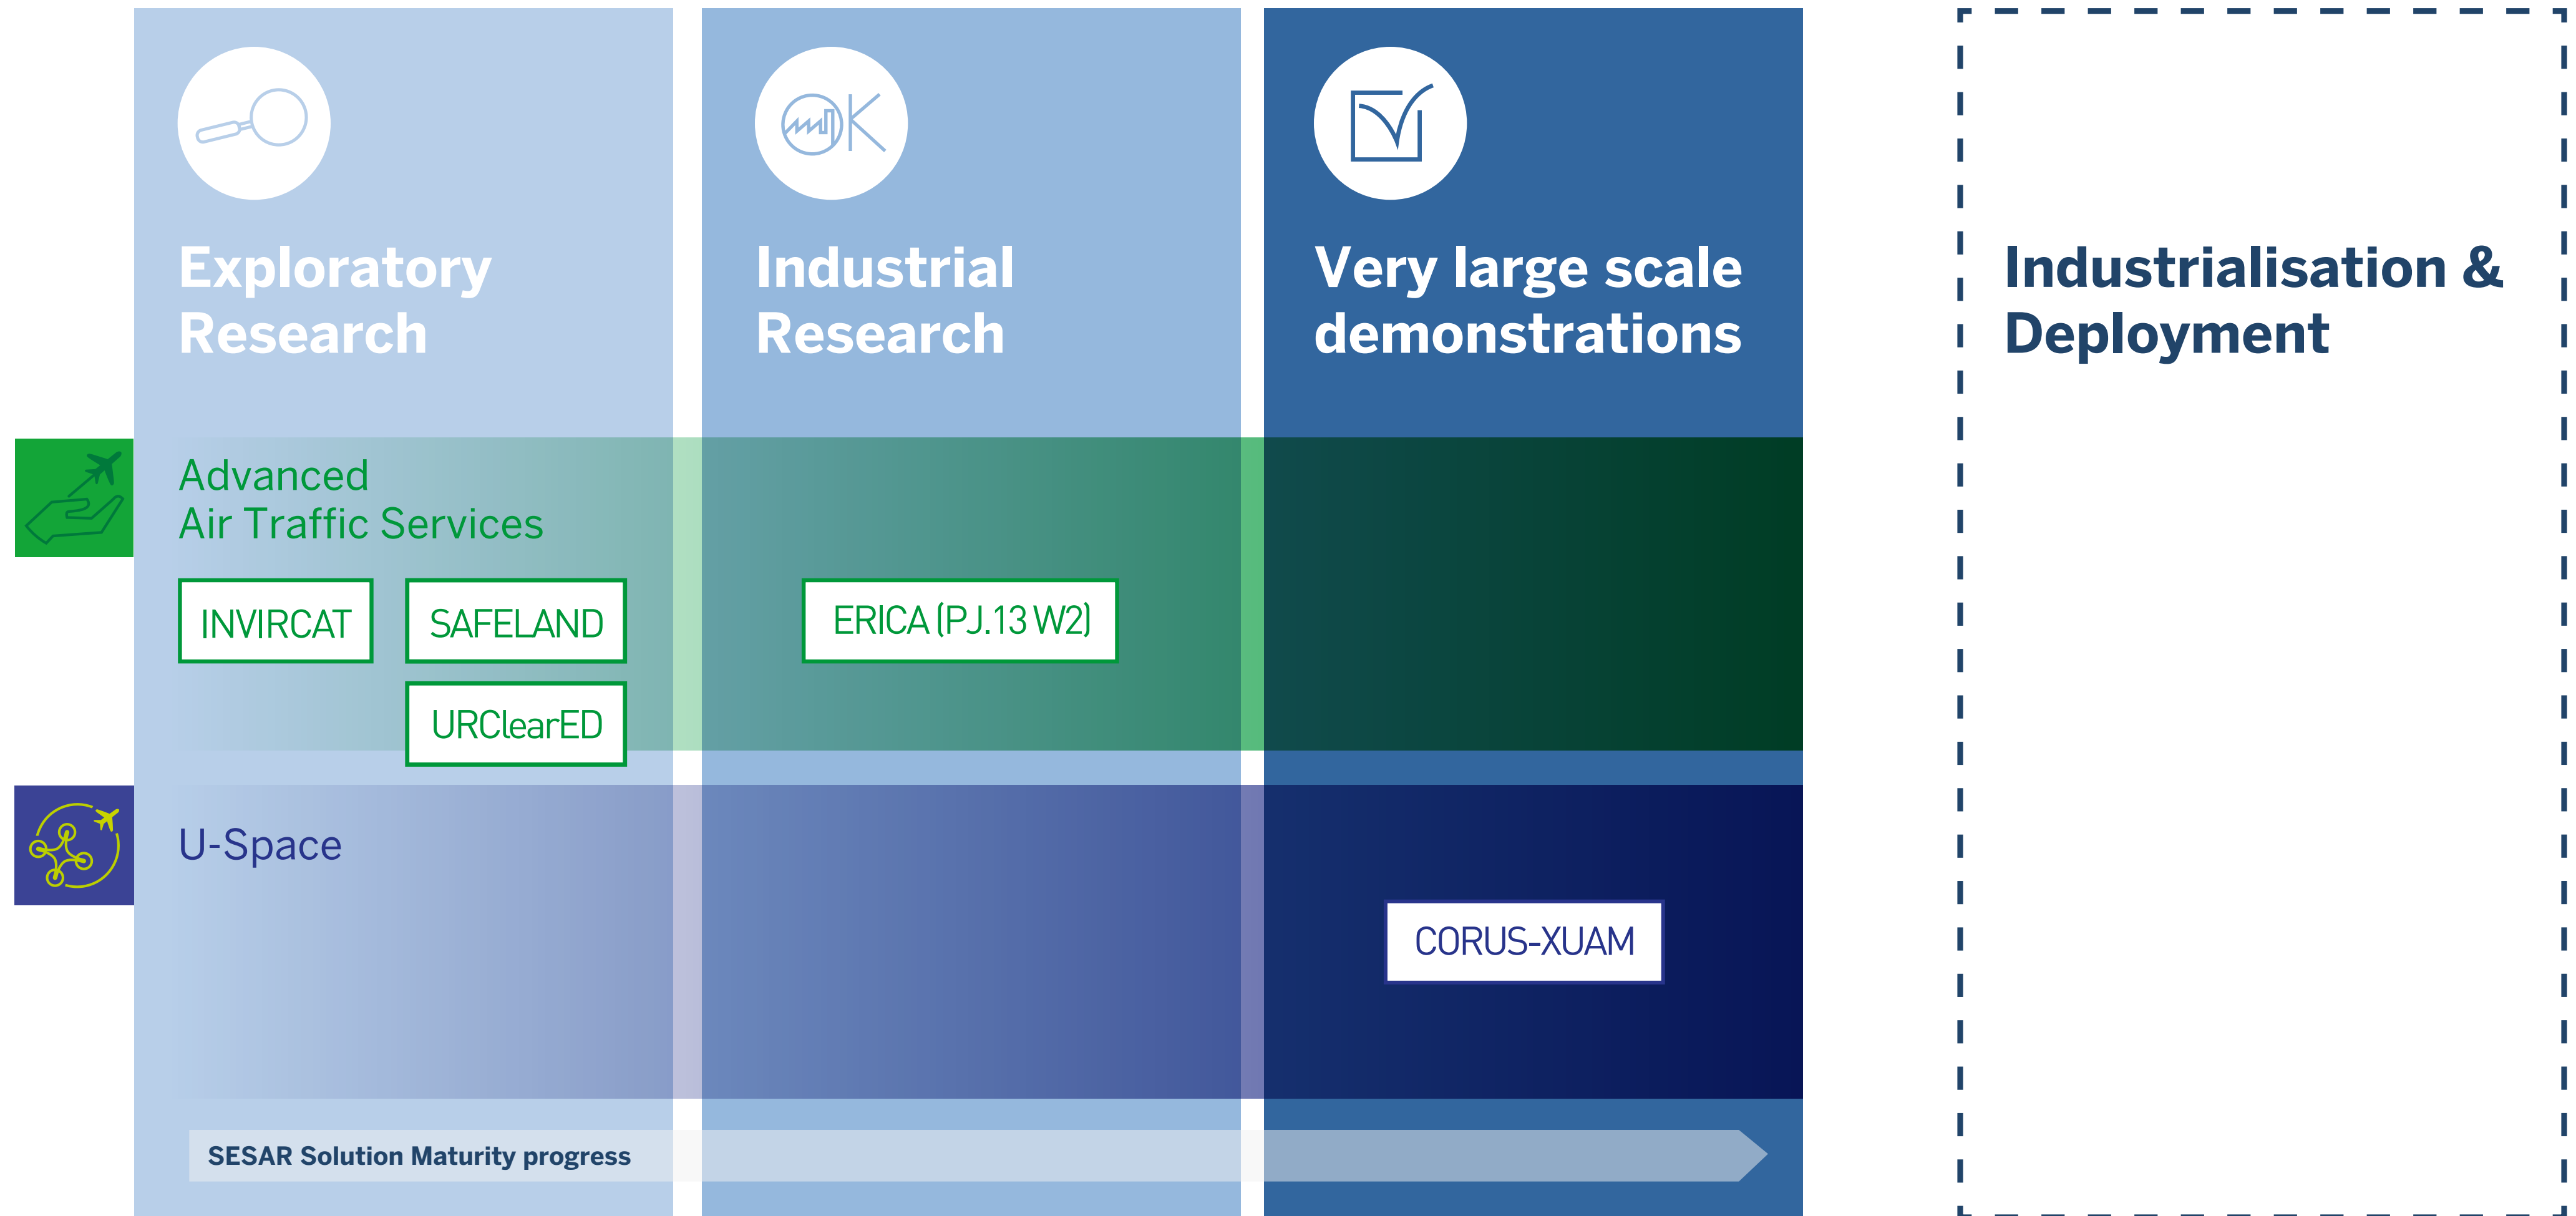 Exploratory
Research
Industrial
Research
Very large scale
demonstrations
Industrialisation &
Deployment
Advanced
Air Traffic Services
INVIRCAT
SAFELAND
ERICA (PJ.13 W2)
URClearED
U-Space
CORUS-XUAM
SESAR Solution Maturity progress